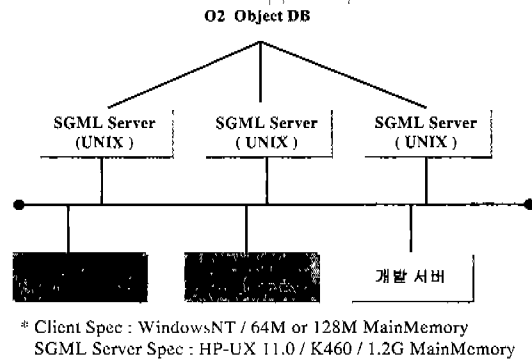 O2 Object DB
SGML Server
(UNIX )
SGML Server
(UNIX )
SGML Server
(UNIX )
개발 서버
* Client Spec : WindowsNT / 64M or 128M MainMemory
SGML Server Spec : HP-UX 11.0 / K460 / 1.2G MainMemory